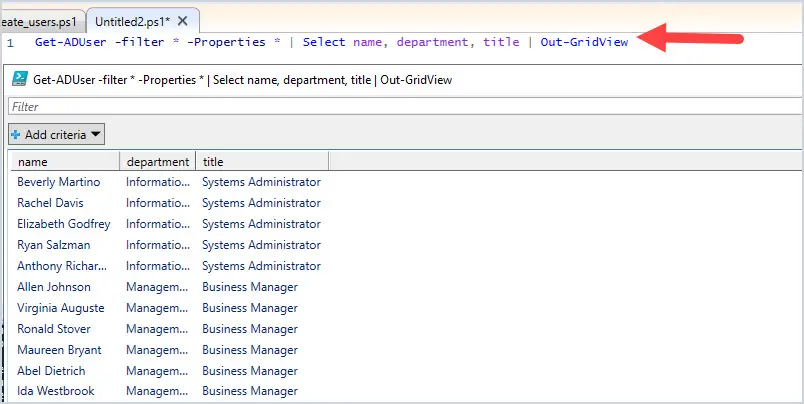 eate_users.ps1 Untitled2.ps1* X
1 Get-ADUser -filter * -Properties * | Select name, department, title | Out-GridView
Get-ADUser -filter * -Properties * | Select name, department, title | Out-GridView
Filter
Add criteria
name department title
Beverly Martino Informatio... Systems Administrator
Rachel Davis Informatio... Systems Administrator
Elizabeth Godfrey Informatio... Systems Administrator
Ryan Salzman Informatio... Systems Administrator
Anthony Richar... Informatio... Systems Administrator
Allen Johnson Managem... Business Manager
Virginia Auguste Managem... Business Manager
Ronald Stover Managem... Business Manager
Maureen Bryant Managem... Business Manager
Abel Dietrich Managem... Business Manager
Ida Westbrook Managem... Business Manager